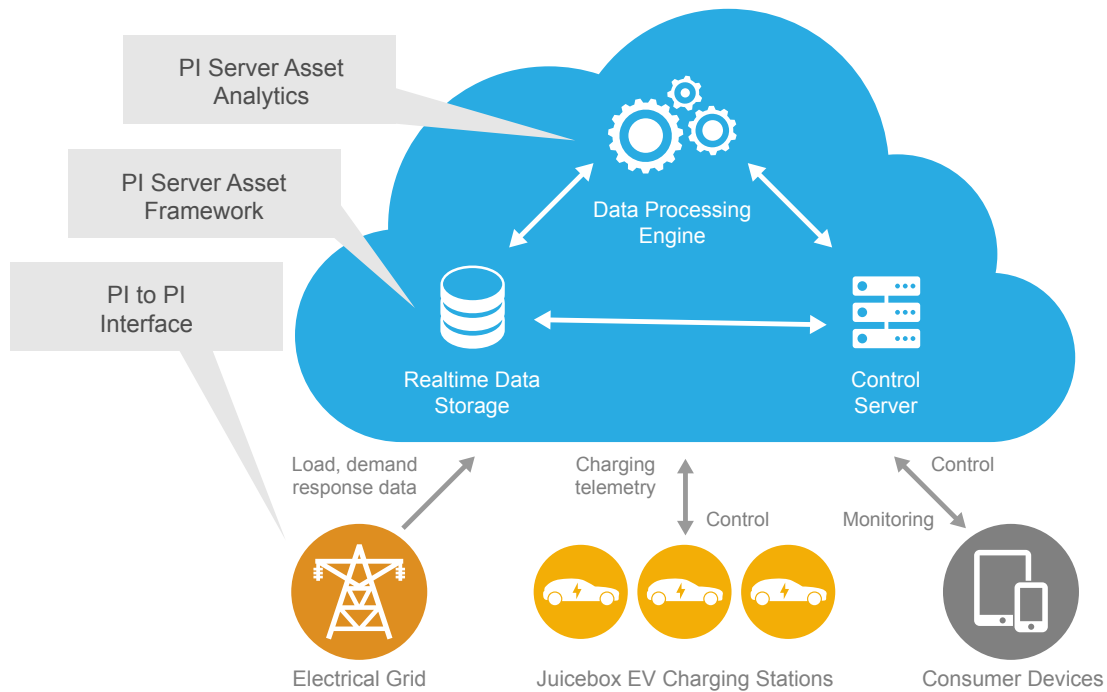 PI Server Asset
Analytics
PI Server Asset
Framework
PI to PI
Interface
Data Processing
Engine
Realtime Data
Storage
Control
Server
Load, demand
response data
Charging
telemetry
Control
Control
Monitoring
Electrical Grid
Juicebox EV Charging Stations
Consumer Devices